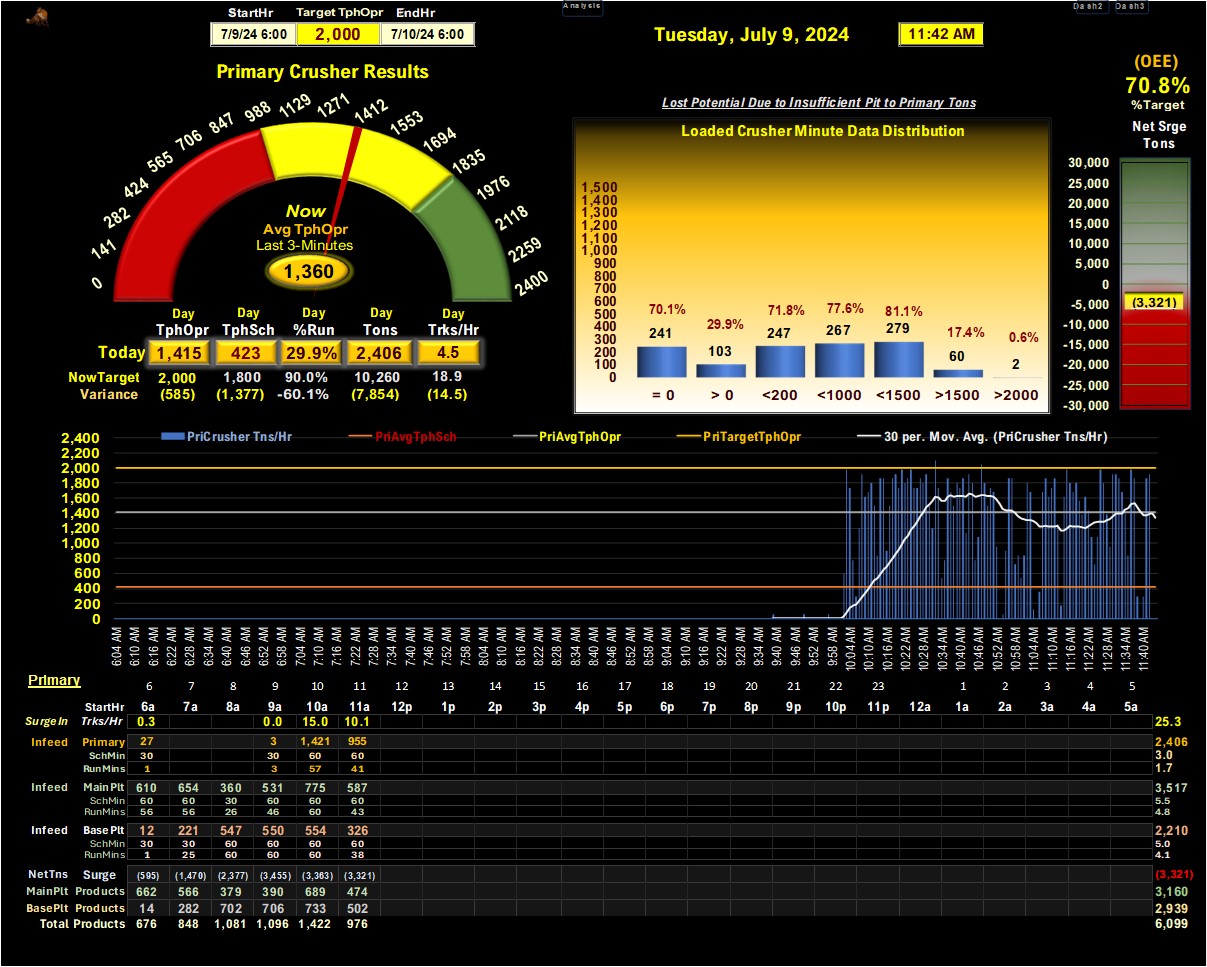 Analysis
Dash2 Dash3
StartHr Target TphOpr EndHr
7/9/24 6:00 2,000 7/10/24 6:00
Tuesday, July 9, 2024
11:42 AM
Primary Crusher Results
0 141 282 424 565 706 847 988 1129 1271 1412 1553 1694 1835 1976 2118 2259 2400
Now
Avg TphOpr
Last 3-Minutes
1,360
Day Day Day Day Day
TphOpr TphSch %Run Tons Trks/Hr
Today 1,415 423 29.9% 2,406 4.5
NowTarget 2,000 1,800 90.0% 10,260 18.9
Variance (585) (1,377) -60.1% (7,854) (14.5)
Lost Potential Due to Insufficient Pit to Primary Tons
Loaded Crusher Minute Data Distribution
1,500
1,400
1,300
1,200
1,100
1,000
900
800
700
600
500
400
300
200
100
0
70.1% 29.9% 71.8% 77.6% 81.1% 17.4% 0.6%
241 103 247 267 279 60 2
= 0 > 0 <200 <1000 <1500 >1500 >2000
(OEE)
70.8%
%Target
Net Srge
Tons
30,000
25,000
20,000
15,000
10,000
5,000
0
-5,000
-10,000
-15,000
-20,000
-25,000
-30,000
(3,321)
PriCrusher Tns/Hr PriAvgTphSch PriAvgTphOpr PriTargetTphOpr 30 per. Mov. Avg. (PriCrusher Tns/Hr)
2,400
2,200
2,000
1,800
1,600
1,400
1,200
1,000
800
600
400
200
0
6:04 AM 6:10 AM 6:16 AM 6:22 AM 6:28 AM 6:34 AM 6:40 AM 6:46 AM 6:52 AM 6:58 AM 7:04 AM 7:10 AM 7:16 AM 7:22 AM 7:28 AM 7:34 AM 7:40 AM 7:46 AM 7:52 AM 7:58 AM 8:04 AM 8:10 AM 8:16 AM 8:22 AM 8:28 AM 8:34 AM 8:40 AM 8:46 AM 8:52 AM 8:58 AM 9:04 AM 9:10 AM 9:16 AM 9:22 AM 9:28 AM 9:34 AM 9:40 AM 9:46 AM 9:52 AM 9:58 AM 10:04 AM 10:10 AM 10:16 AM 10:22 AM 10:28 AM 10:34 AM 10:40 AM 10:46 AM 10:52 AM 10:58 AM 11:04 AM 11:10 AM 11:16 AM 11:22 AM 11:28 AM 11:34 AM 11:40 AM
Primary
6 7 8 9 10 11 12 13 14 15 16 17 18 19 20 21 22 23 1 2 3 4 5
StartHr 6a 7a 8a 9a 10a 11a 12p 1p 2p 3p 4p 5p 6p 7p 8p 9p 10p 11p 12a 1a 2a 3a 4a 5a
SurgeIn Trks/Hr 0.3 0.0 15.0 10.1 25.3
Infeed Primary 27 3 1,421 955 2,406
SchMin 30 30 60 60 3.0
RunMins 1 3 57 41 1.7
Infeed MainPlt 610 654 360 531 775 587 3,517
SchMin 60 60 30 60 60 60 5.5
RunMins 56 56 26 46 60 43 4.8
Infeed BasePlt 12 221 547 550 554 326 2,210
SchMin 30 30 60 60 60 60 5.0
RunMins 1 25 60 60 60 38 4.1
NetTns Surge (595) (1,470) (2,377) (3,455) (3,363) (3,321) (3,321)
MainPlt Products 662 566 379 390 689 474 3,160
BasePlt Products 14 282 702 706 733 502 2,939
Total Products 676 848 1,081 1,096 1,422 976 6,099